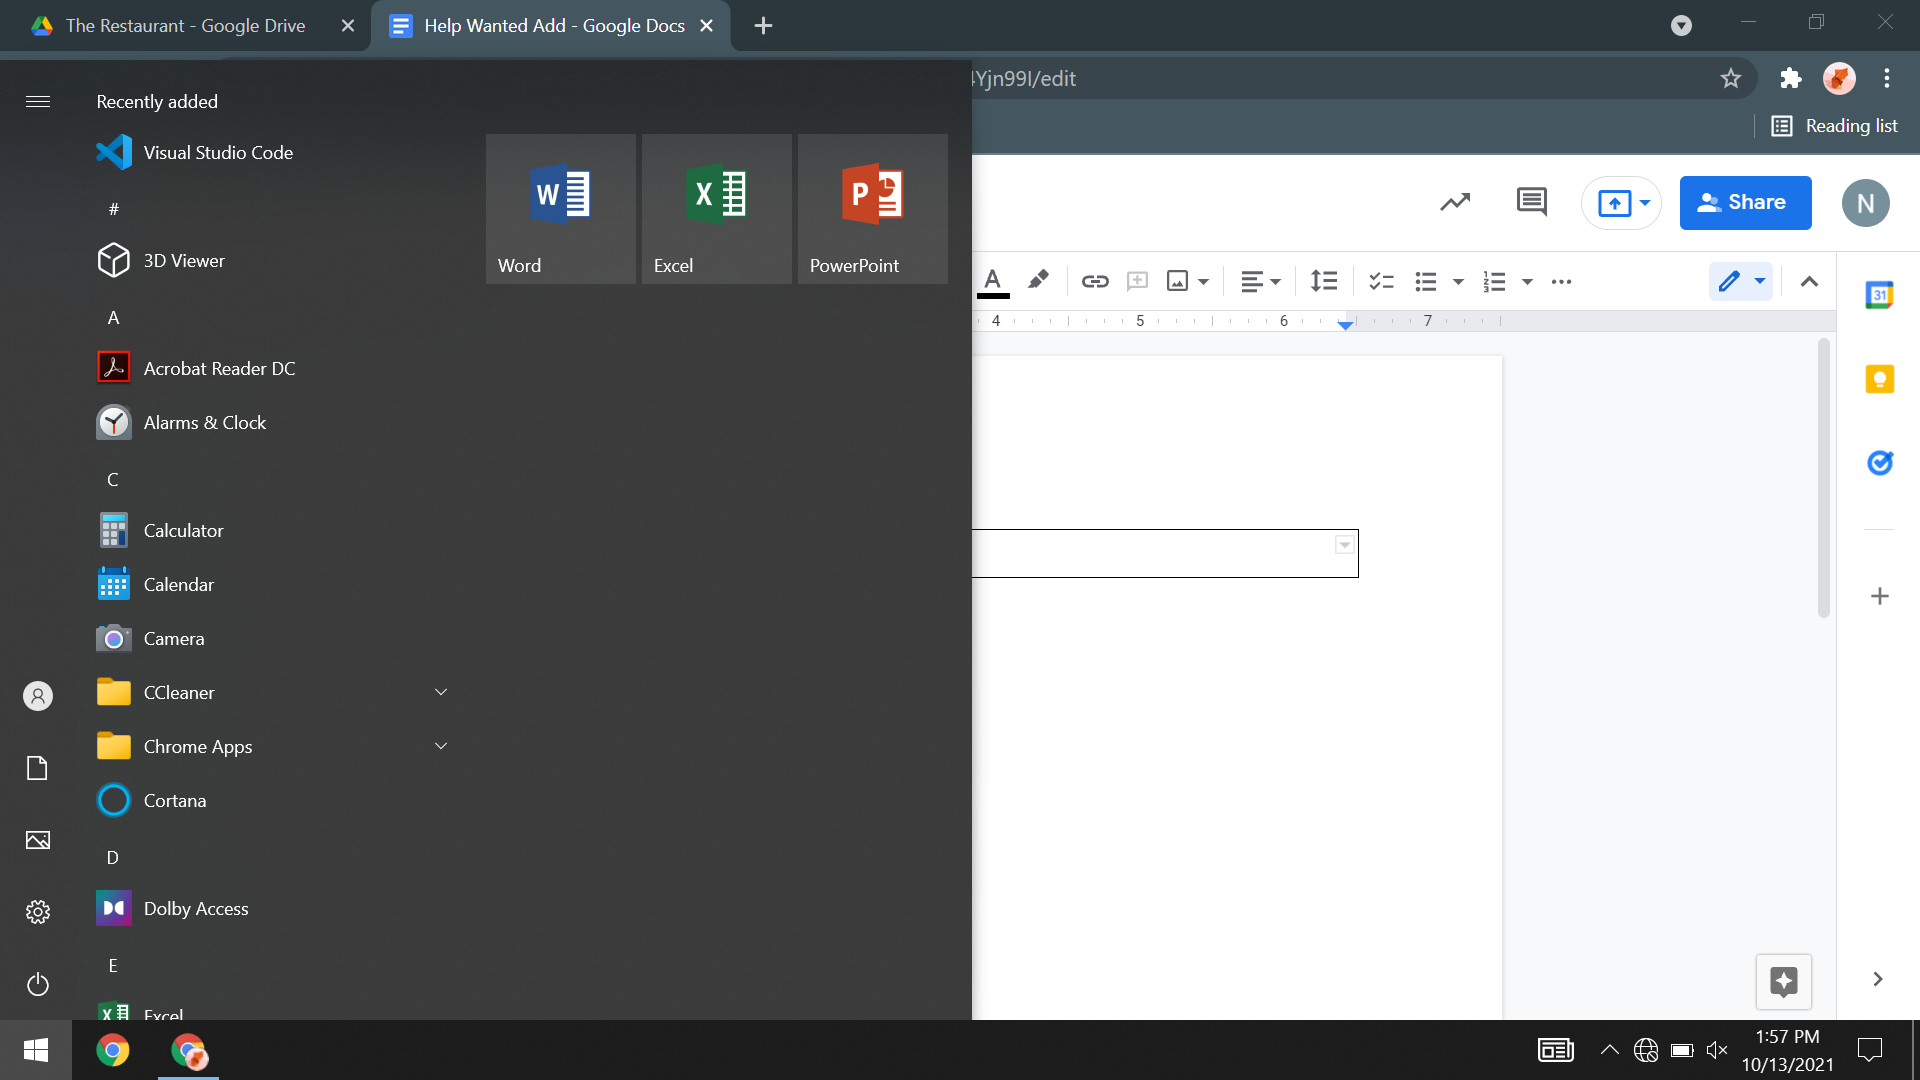 The Restaurant - Google Drive
Help Wanted Add - Google Docs
4Yjn99I/edit
Reading list
Recently added
Visual Studio Code
#
3D Viewer
A
Acrobat Reader DC
Alarms & Clock
C
Calculator
Calendar
Camera
CCleaner
Chrome Apps
Cortana
D
Dolby Access
E
Excel
W
Word
X
Excel
P
PowerPoint
Share
N
A
4 5 6 7
31
1:57 PM
10/13/2021